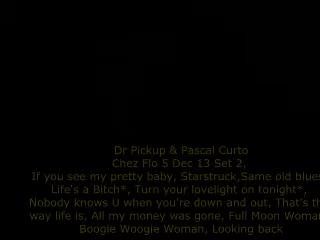 Dr Pickup & Pascal Curto
Chez Flo 5 Dec 13 Set 2,
If you see my pretty baby, Starstruck,Same old blues
Life's a Bitch*, Turn your lovelight on tonight*,
Nobody knows U when you're down and out, That's th
way life is, All my money was gone, Full Moon Woma
Boogie Woogie Woman, Looking back